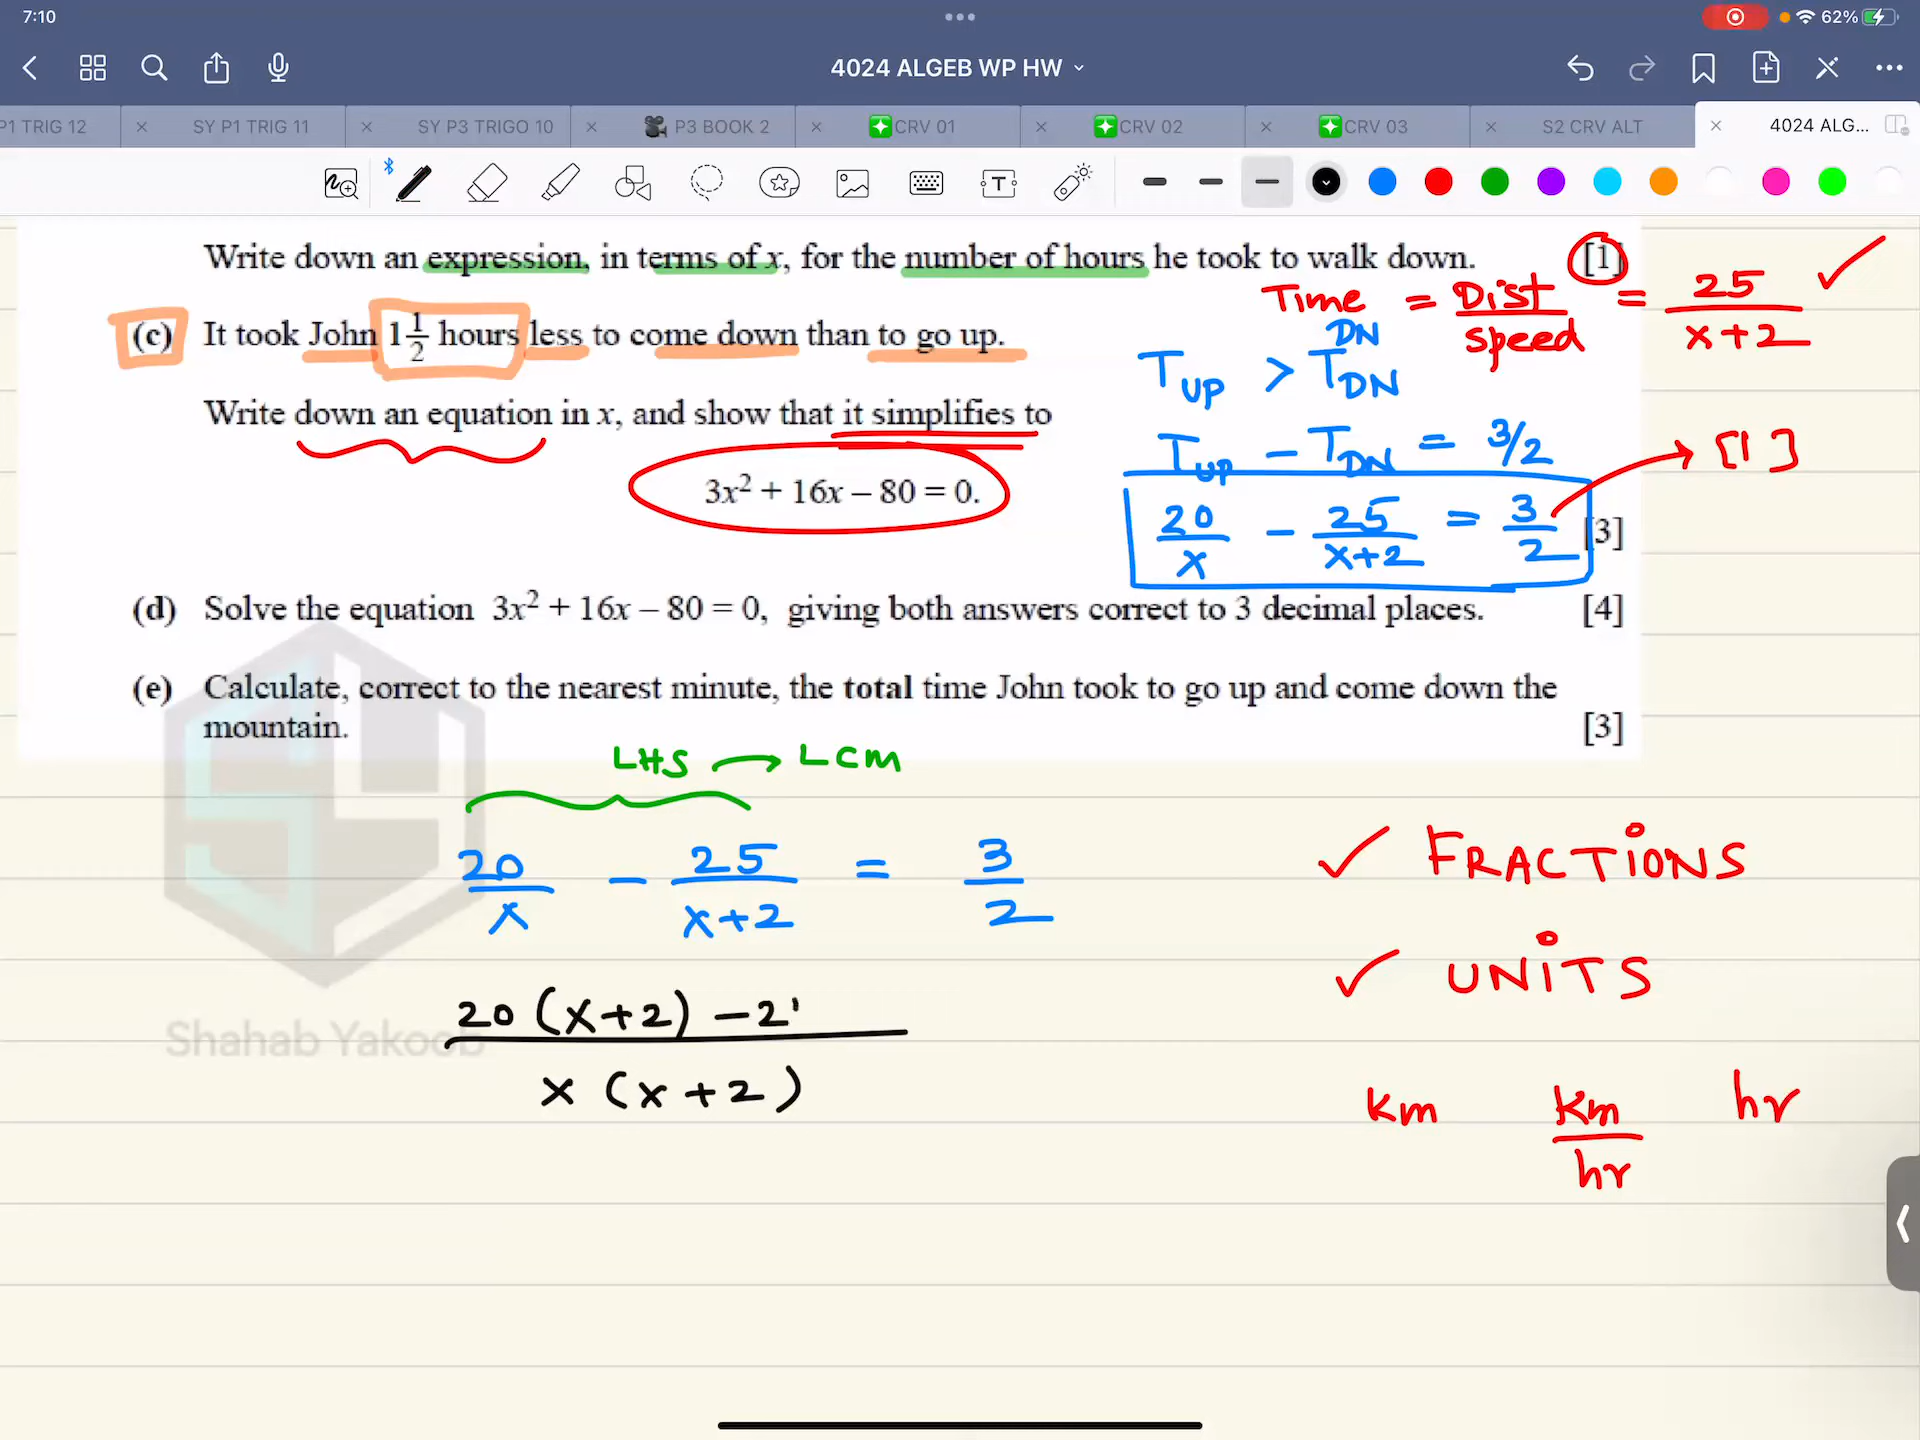 7:10
62%
4024 ALGEB WP HW
P1 TRIG 12
SY P1 TRIG 11
SY P3 TRIGO 10
P3 BOOK 2
CRV 01
CRV 02
CRV 03
S2 CRV ALT
4024 ALG...
Write down an expression, in terms of x, for the number of hours he took to walk down. [1]
Time DN = Dist/speed = 25/(x+2) ✓
(c) It took John 1 1/2 hours less to come down than to go up.
T UP > T DN
Write down an equation in x, and show that it simplifies to
T UP − T DN = 3/2 → [1]
3x² + 16x – 80 = 0.
20/x − 25/(x+2) = 3/2
[3]
(d) Solve the equation 3x² + 16x – 80 = 0, giving both answers correct to 3 decimal places. [4]
(e) Calculate, correct to the nearest minute, the total time John took to go up and come down the
mountain. [3]
LHS → LCM
20/x − 25/(x+2) = 3/2
✓ FRACTIONS
✓ UNITS
20(x+2) − 2'
x(x+2)
Shahab Yakoob
km km/hr hr